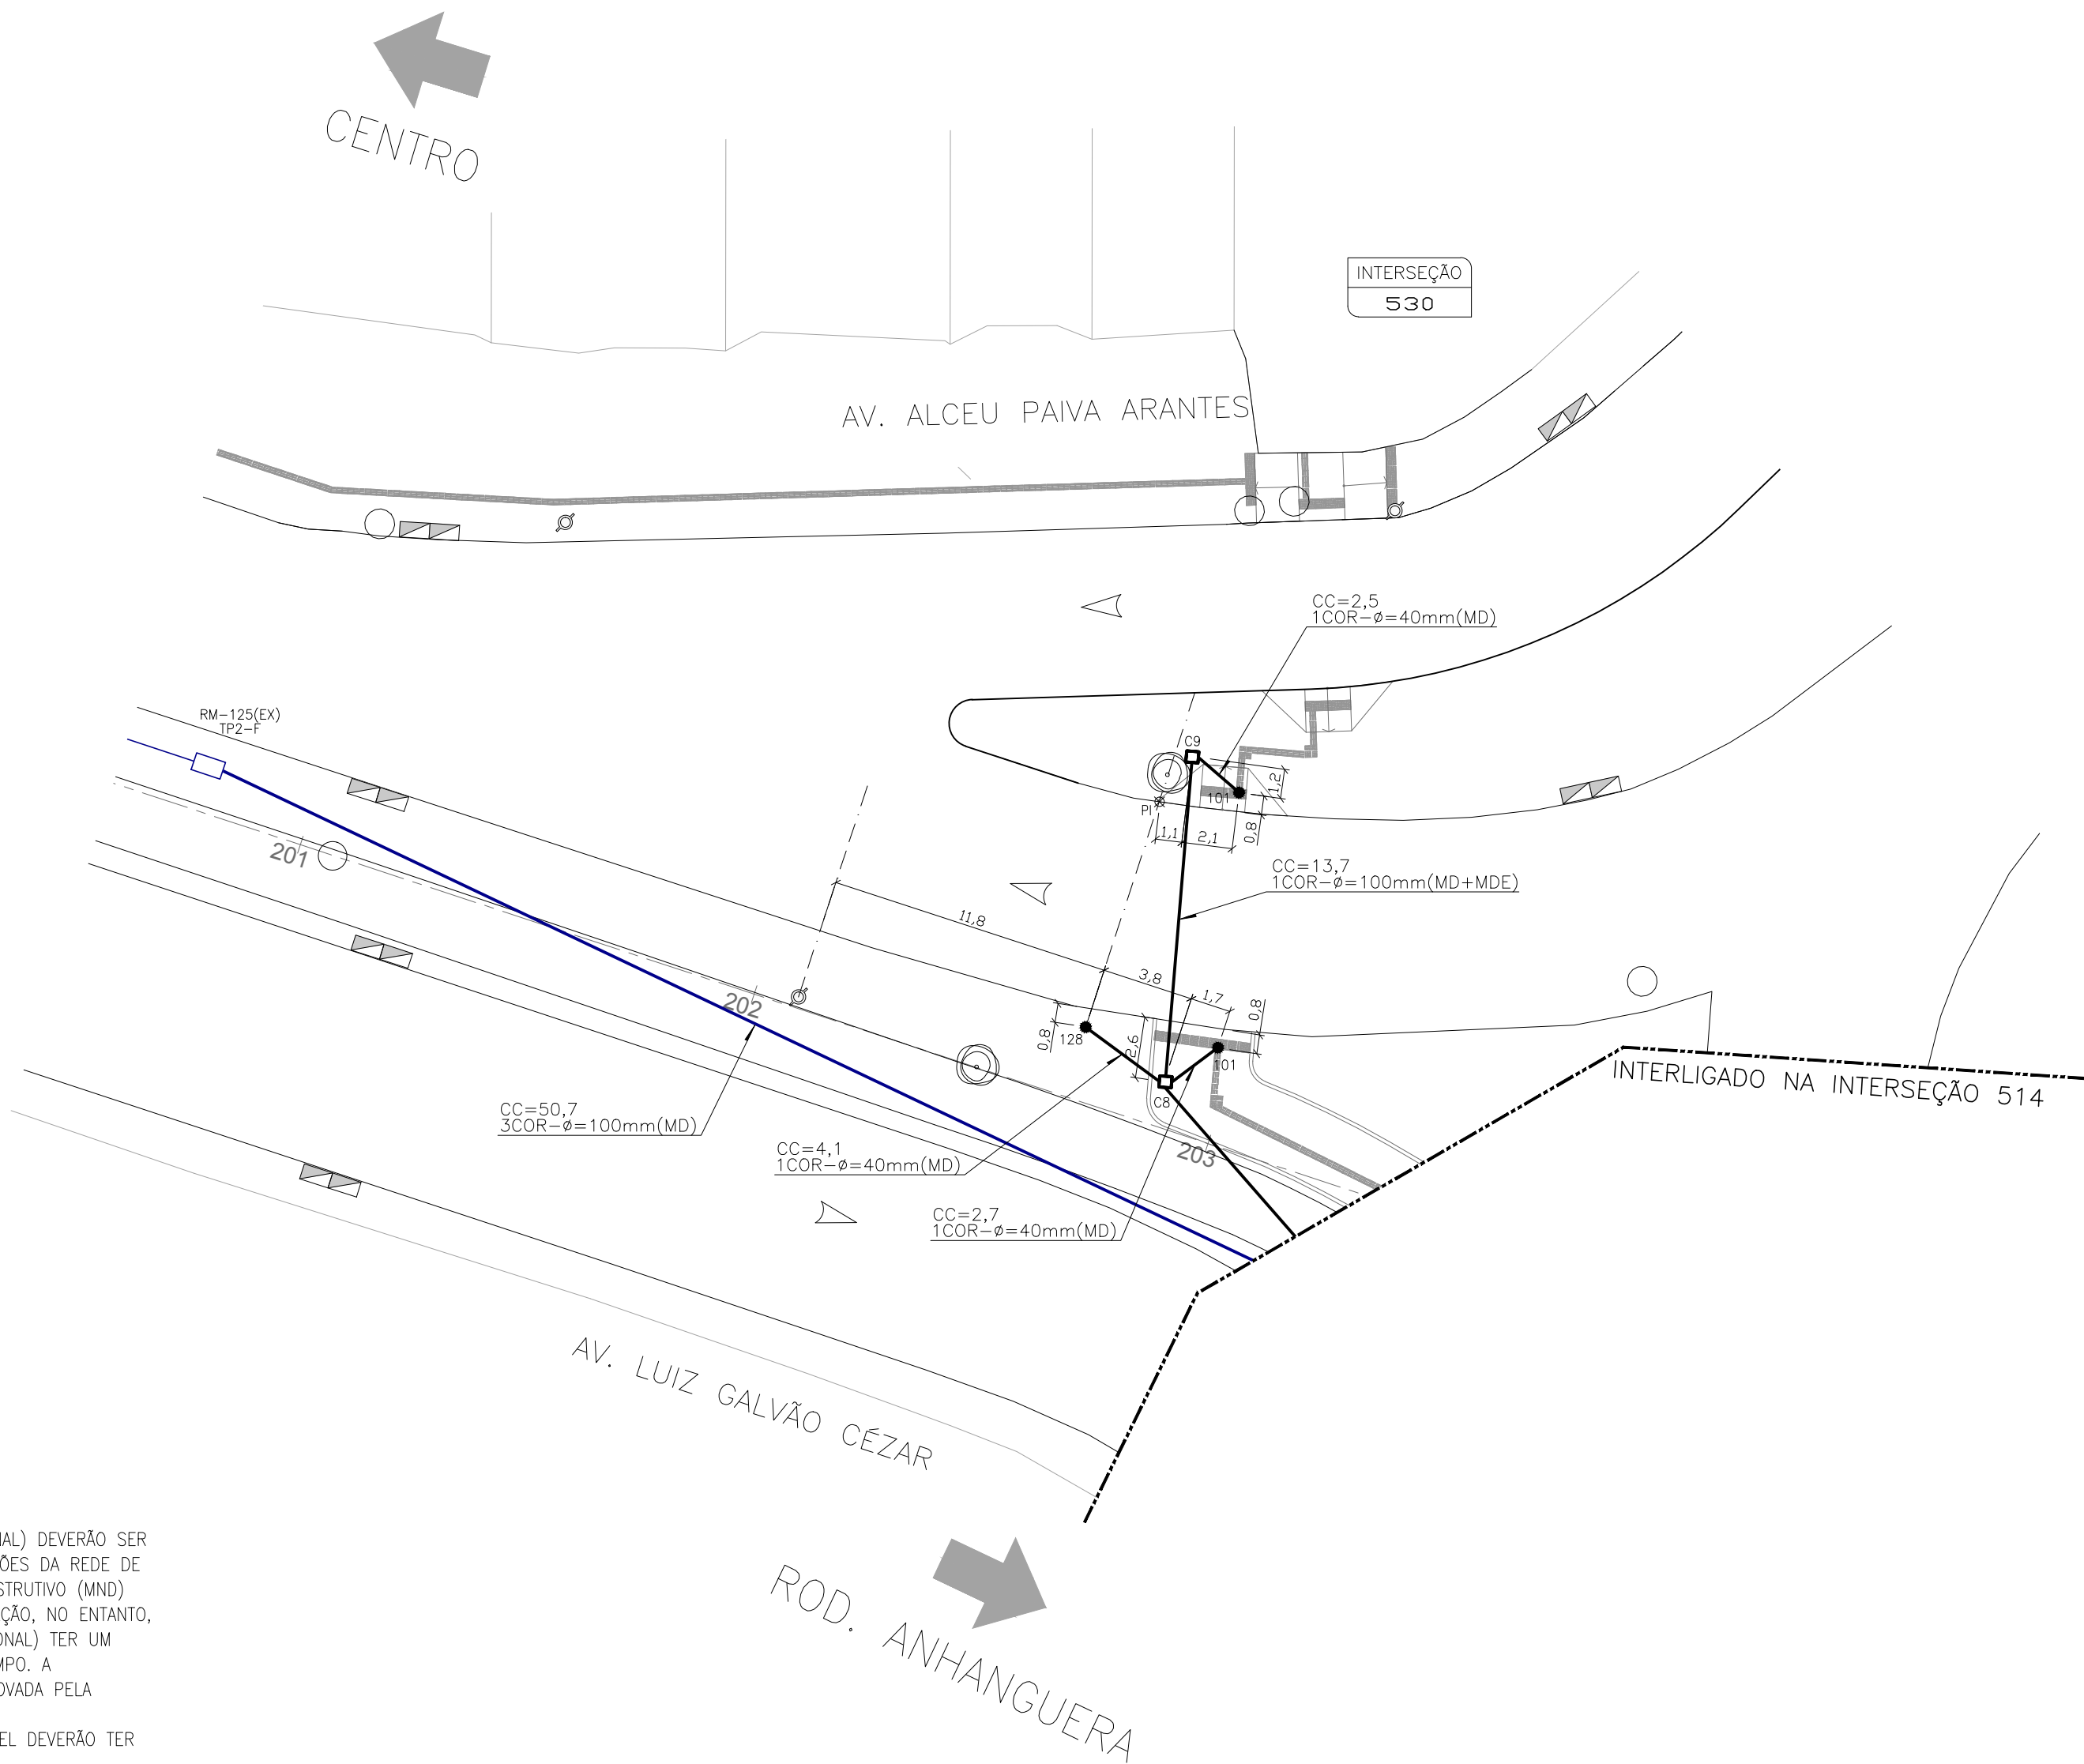 CENTRO
INTERSEÇÃO
530
AV. ALCEU PAIVA ARANTES
CC=2,5
1COR-ø=40mm(MD)
RM-125(EX)
TP2-F
C9
1,2
101
PI
1,1
2,1
0,8
CC=13,7
1COR-ø=100mm(MD+MDE)
201
11,8
3,8
1,7
0,8
202
0,8
128
2,6
101
C8
INTERLIGADO NA INTERSEÇÃO 514
CC=50,7
3COR-ø=100mm(MD)
CC=4,1
1COR-ø=40mm(MD)
203
CC=2,7
1COR-ø=40mm(MD)
AV. LUIZ GALVÃO CÉZAR
ROD. ANHANGUERA
NAL) DEVERÃO SER
ÕES DA REDE DE
STRUTIVO (MND)
ÇÃO, NO ENTANTO,
ONAL) TER UM
MPO. A
OVADA PELA
EL DEVERÃO TER